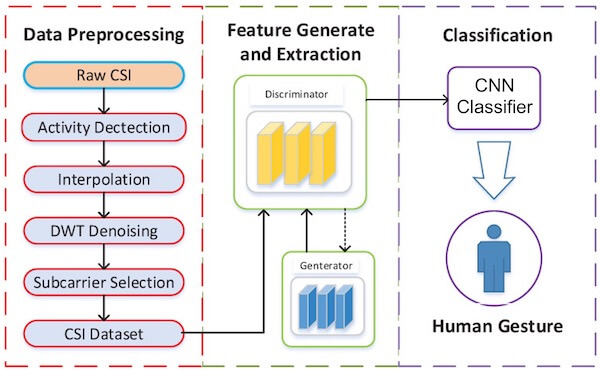 Data Preprocessing
Raw CSI
Activity Dectection
Interpolation
DWT Denoising
Subcarrier Selection
CSI Dataset
Feature Generate
and Extraction
Discriminator
Genterator
Classification
CNN
Classifier
Human Gesture